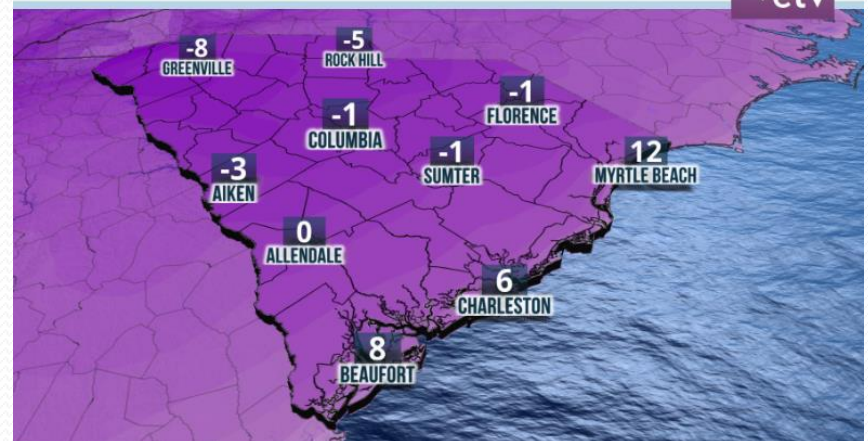 etv
-8
GREENVILLE
-5
ROCK HILL
-1
COLUMBIA
-1
FLORENCE
-3
AIKEN
-1
SUMTER
12
MYRTLE BEACH
0
ALLENDALE
6
CHARLESTON
8
BEAUFORT